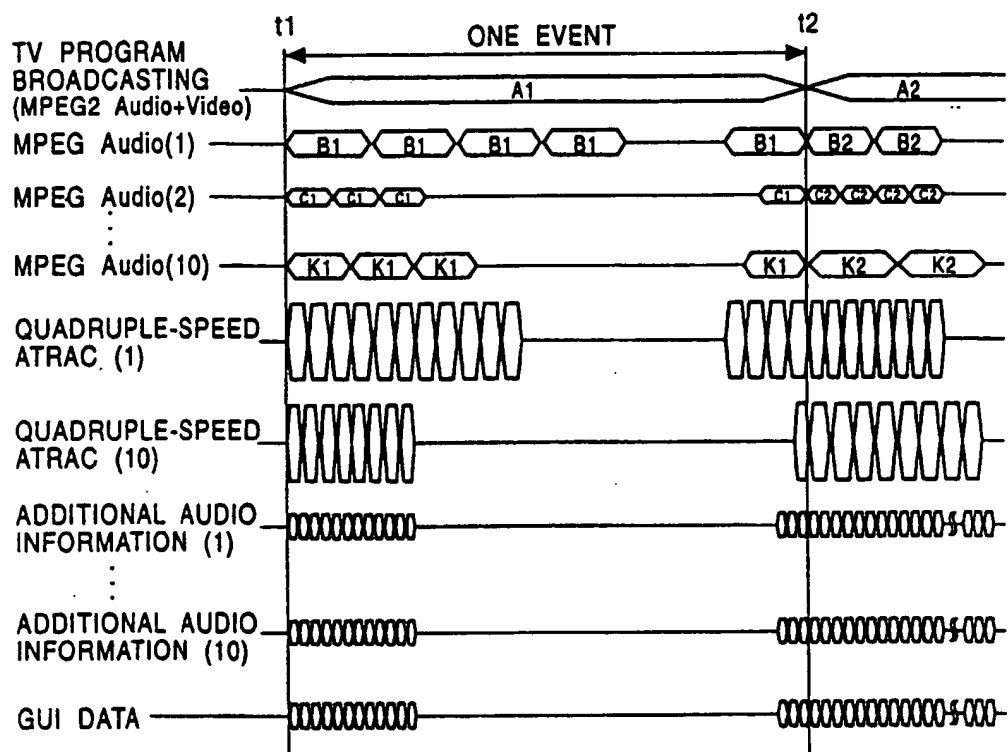 t1 t2
ONE EVENT
TV PROGRAM
BROADCASTING
(MPEG2 Audio+Video)
A1 A2
MPEG Audio(1) B1 B1 B1 B1 B1 B2 B2
MPEG Audio(2) C1 C1 C1 C1 C2 C2 C2 C2
MPEG Audio(10) K1 K1 K1 K1 K2 K2
QUADRUPLE-SPEED
ATRAC (1)
QUADRUPLE-SPEED
ATRAC (10)
ADDITIONAL AUDIO
INFORMATION (1)
ADDITIONAL AUDIO
INFORMATION (10)
GUI DATA